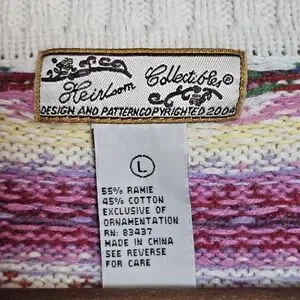 Heirloom Collectibles®
DESIGN AND PATTERN COPYRIGHTED 2004
L
55% RAMIE
45% COTTON
EXCLUSIVE OF
ORNAMENTATION
RN: 83437
MADE IN CHINA
SEE REVERSE
FOR CARE